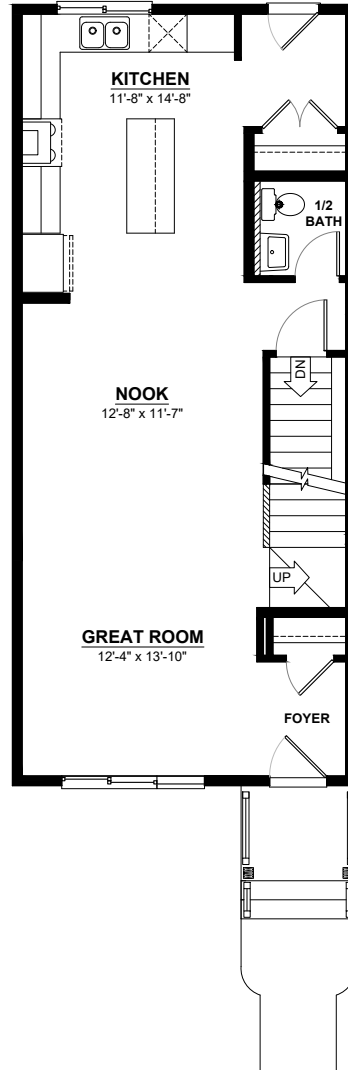 KITCHEN
11'-8" x 14'-8"
1/2
BATH
DN
NOOK
12'-8" x 11'-7"
UP
GREAT ROOM
12'-4" x 13'-10"
FOYER